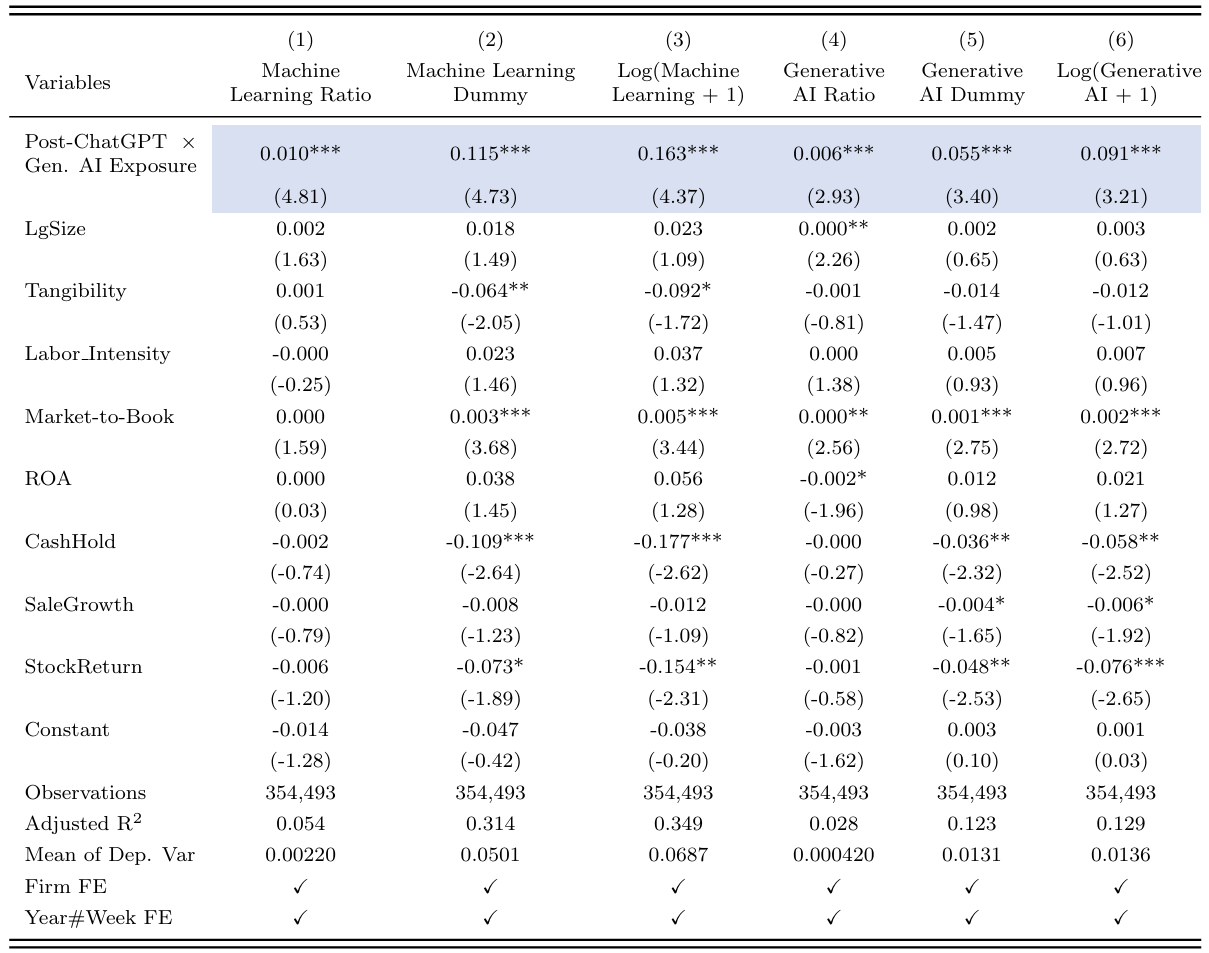 (1) (2) (3) (4) (5) (6)
Variables Machine Learning Ratio Machine Learning Dummy Log(Machine Learning + 1) Generative AI Ratio Generative AI Dummy Log(Generative AI + 1)
Post-ChatGPT × Gen. AI Exposure 0.010*** 0.115*** 0.163*** 0.006*** 0.055*** 0.091***
(4.81) (4.73) (4.37) (2.93) (3.40) (3.21)
LgSize 0.002 0.018 0.023 0.000** 0.002 0.003
(1.63) (1.49) (1.09) (2.26) (0.65) (0.63)
Tangibility 0.001 -0.064** -0.092* -0.001 -0.014 -0.012
(0.53) (-2.05) (-1.72) (-0.81) (-1.47) (-1.01)
Labor_Intensity -0.000 0.023 0.037 0.000 0.005 0.007
(-0.25) (1.46) (1.32) (1.38) (0.93) (0.96)
Market-to-Book 0.000 0.003*** 0.005*** 0.000** 0.001*** 0.002***
(1.59) (3.68) (3.44) (2.56) (2.75) (2.72)
ROA 0.000 0.038 0.056 -0.002* 0.012 0.021
(0.03) (1.45) (1.28) (-1.96) (0.98) (1.27)
CashHold -0.002 -0.109*** -0.177*** -0.000 -0.036** -0.058**
(-0.74) (-2.64) (-2.62) (-0.27) (-2.32) (-2.52)
SaleGrowth -0.000 -0.008 -0.012 -0.000 -0.004* -0.006*
(-0.79) (-1.23) (-1.09) (-0.82) (-1.65) (-1.92)
StockReturn -0.006 -0.073* -0.154** -0.001 -0.048** -0.076***
(-1.20) (-1.89) (-2.31) (-0.58) (-2.53) (-2.65)
Constant -0.014 -0.047 -0.038 -0.003 0.003 0.001
(-1.28) (-0.42) (-0.20) (-1.62) (0.10) (0.03)
Observations 354,493 354,493 354,493 354,493 354,493 354,493
Adjusted R² 0.054 0.314 0.349 0.028 0.123 0.129
Mean of Dep. Var 0.00220 0.0501 0.0687 0.000420 0.0131 0.0136
Firm FE ✓ ✓ ✓ ✓ ✓ ✓
Year#Week FE ✓ ✓ ✓ ✓ ✓ ✓